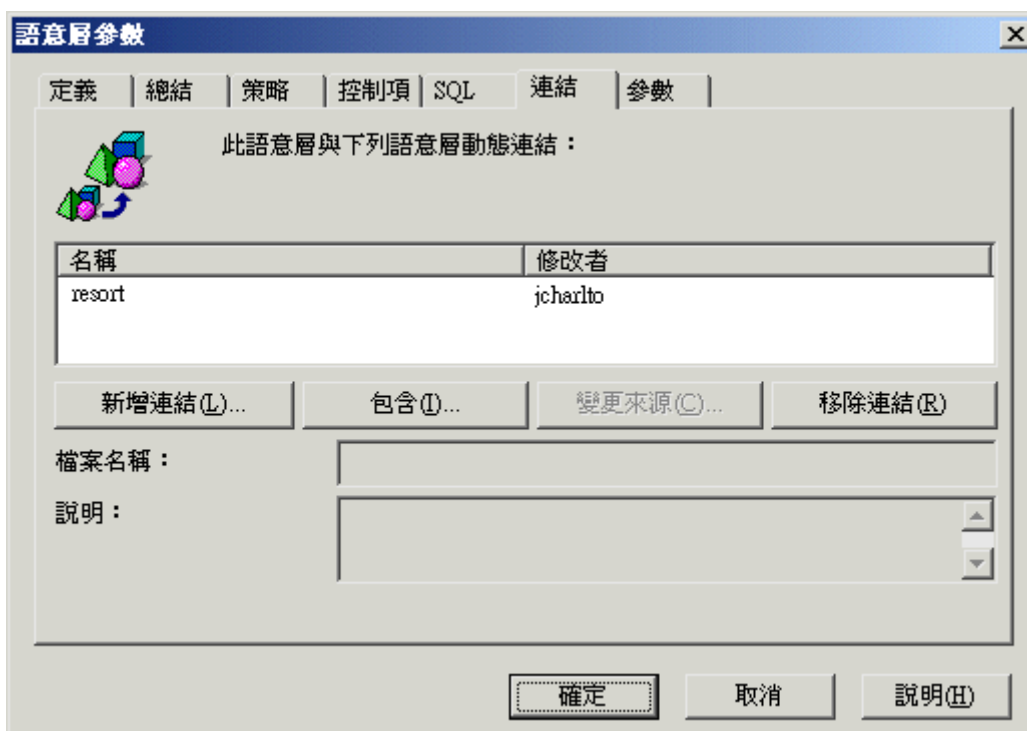 語意層參數
定義 總結 策略 控制項 SQL 連結 參數
此語意層與下列語意層動態連結：
名稱 修改者
resort jcharlto
新增連結(L)... 包含(I)... 變更來源(C)... 移除連結(R)
檔案名稱：
說明：
確定 取消 說明(H)